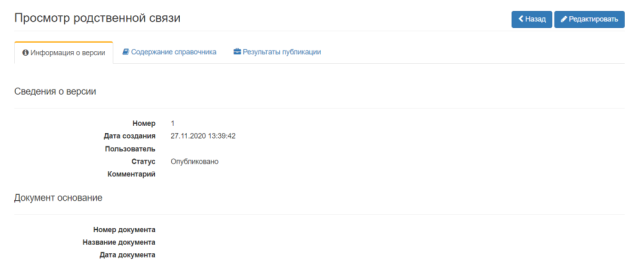 Просмотр родственной связи
Назад
Редактировать
Информация о версии
Содержание справочника
Результаты публикации
Сведения о версии
Номер 1
Дата создания 27.11.2020 13:39:42
Пользователь
Статус Опубликовано
Комментарий
Документ основание
Номер документа
Название документа
Дата документа